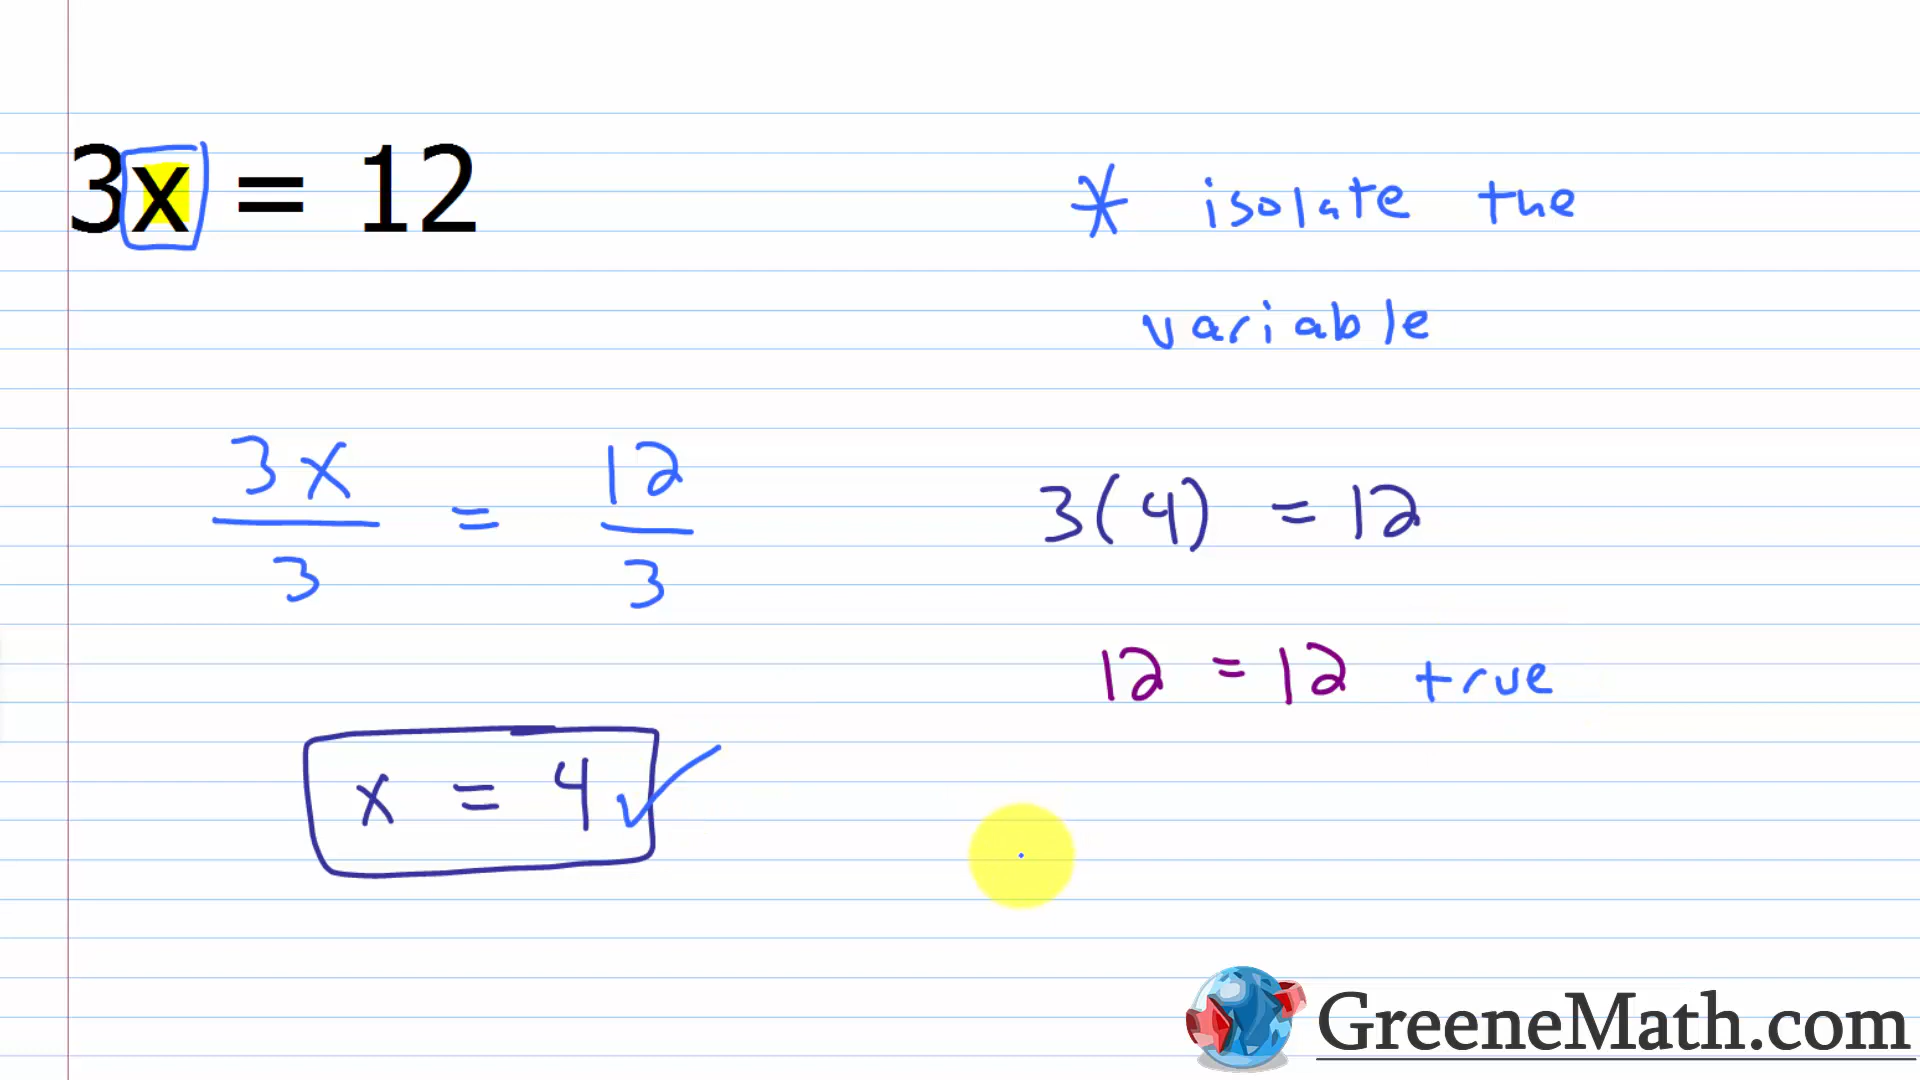 3x = 12
* isolate the
variable
3x/3 = 12/3
3(4) = 12
12 = 12 true
x = 4 ✓
GreeneMath.com